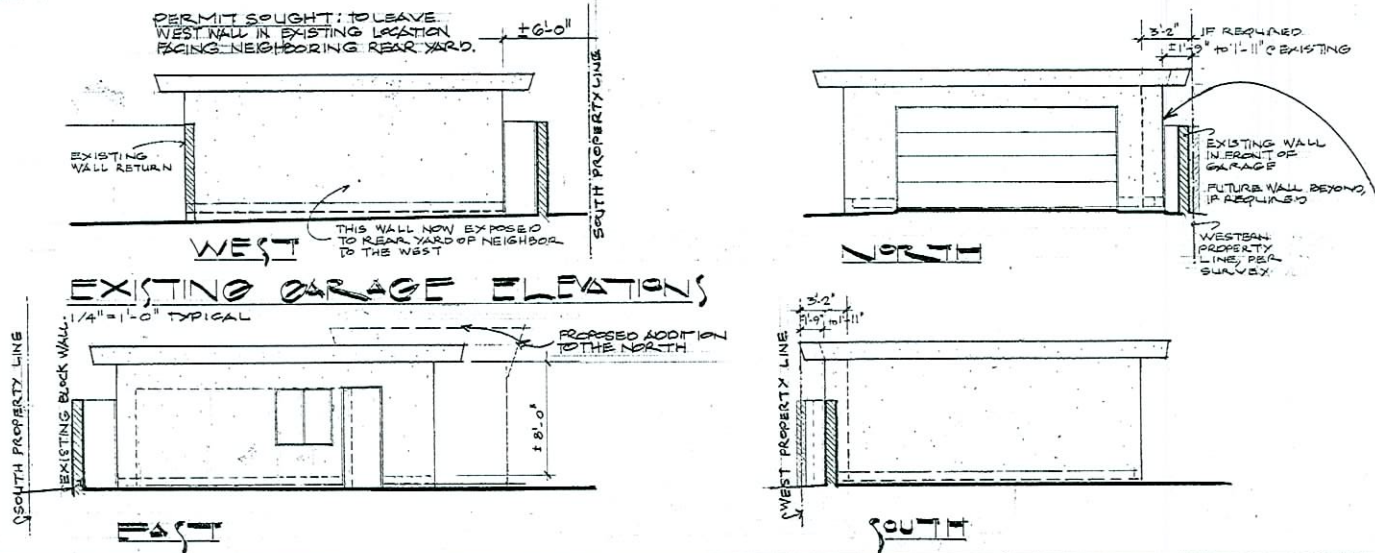 PERMIT SOUGHT: TO LEAVE
WEST WALL IN EXISTING LOCATION
FACING NEIGHBORING REAR YARD.
±6'-0"
SOUTH PROPERTY LINE
EXISTING
WALL RETURN
THIS WALL NOW EXPOSED
TO REAR YARD OF NEIGHBOR
TO THE WEST
WEST
3'-2" IF REQUIRED
±1'-9" to 1'-11" @ EXISTING
EXISTING WALL
IN FRONT OF
GARAGE
FUTURE WALL BEYOND,
IF REQUIRED
WESTERN
PROPERTY
LINE, PER
SURVEY
NORTH
EXISTING GARAGE ELEVATIONS
1/4" = 1'-0" TYPICAL
SOUTH PROPERTY LINE
EXISTING BLOCK WALL
PROPOSED ADDITION
TO THE NORTH
±8'-0"
EAST
3'-2"
1'-9" to 1'-11"
WEST PROPERTY LINE
SOUTH